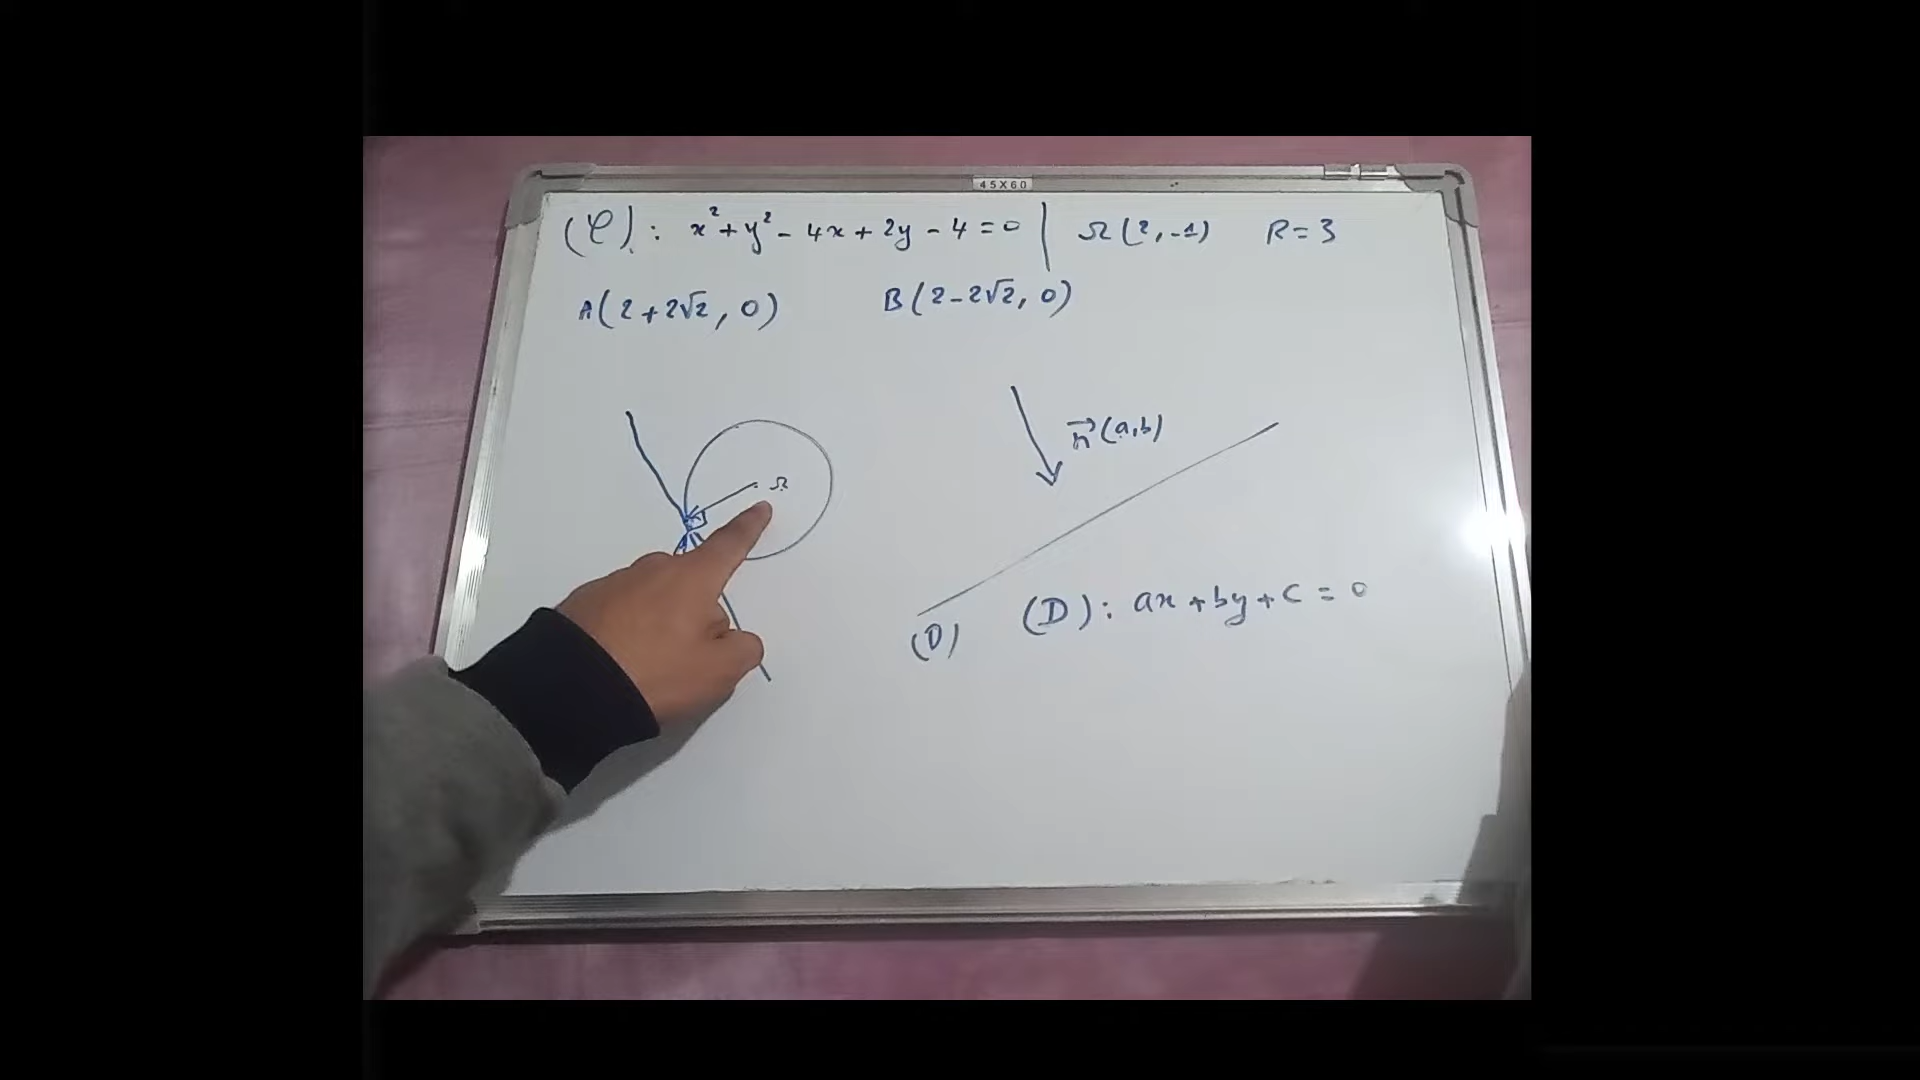 45X60
(C): x²+y²-4x+2y-4=0 | Ω(2,-1) R=3
A(2+2√2, 0) B(2-2√2, 0)
n⃗(a,b)
Ω
(D): ax+by+c=0
(D)